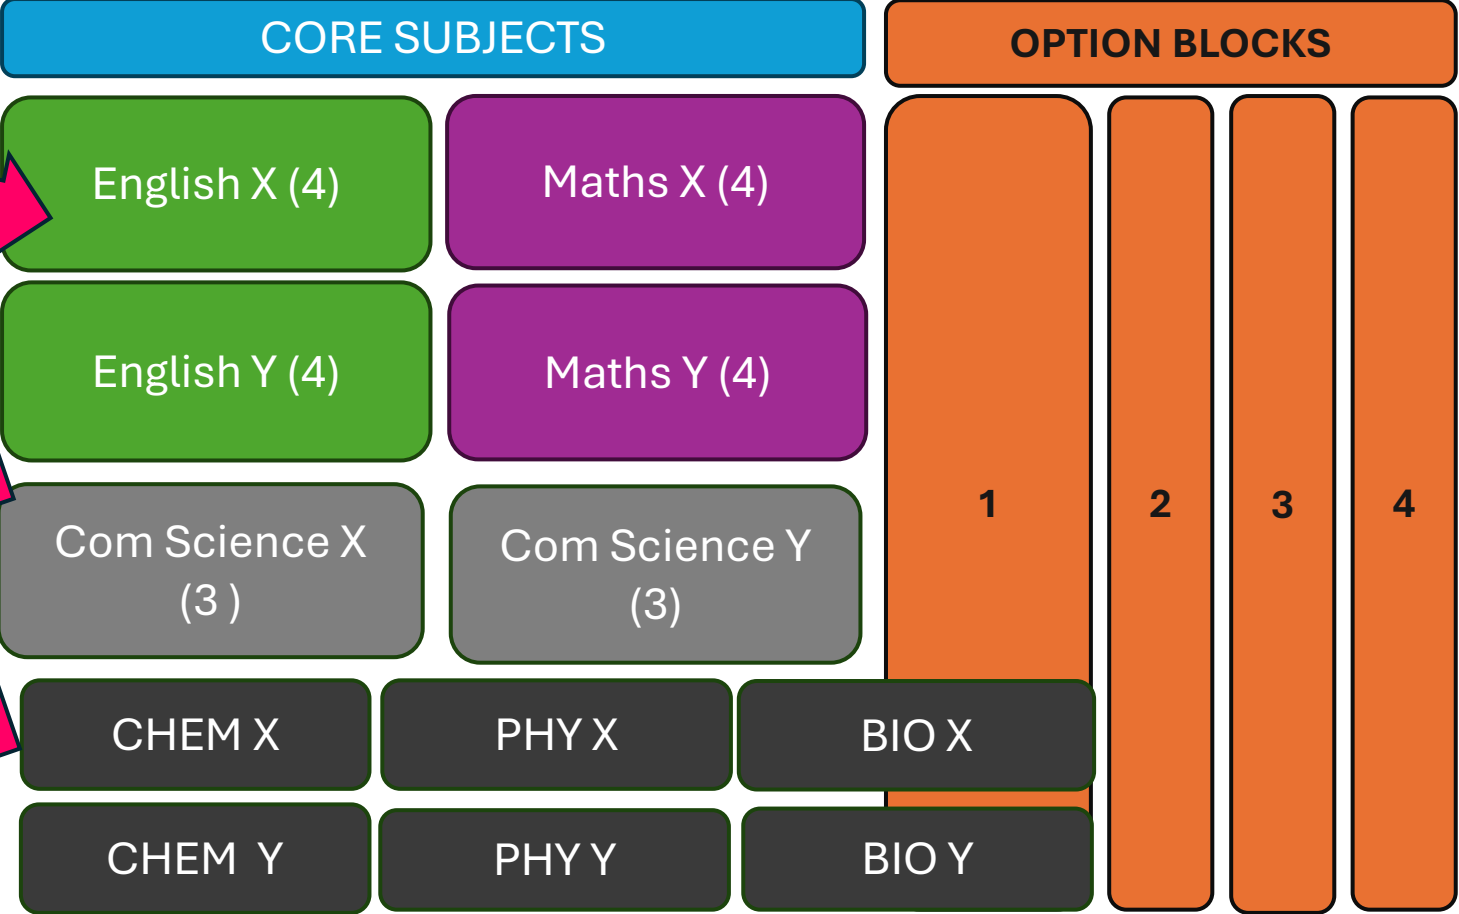 CORE SUBJECTS
OPTION BLOCKS
English X (4)
Maths X (4)
English Y (4)
Maths Y (4)
Com Science X
(3 )
Com Science Y
(3)
1
2
3
4
CHEM X
PHY X
BIO X
CHEM  Y
PHY Y
BIO Y